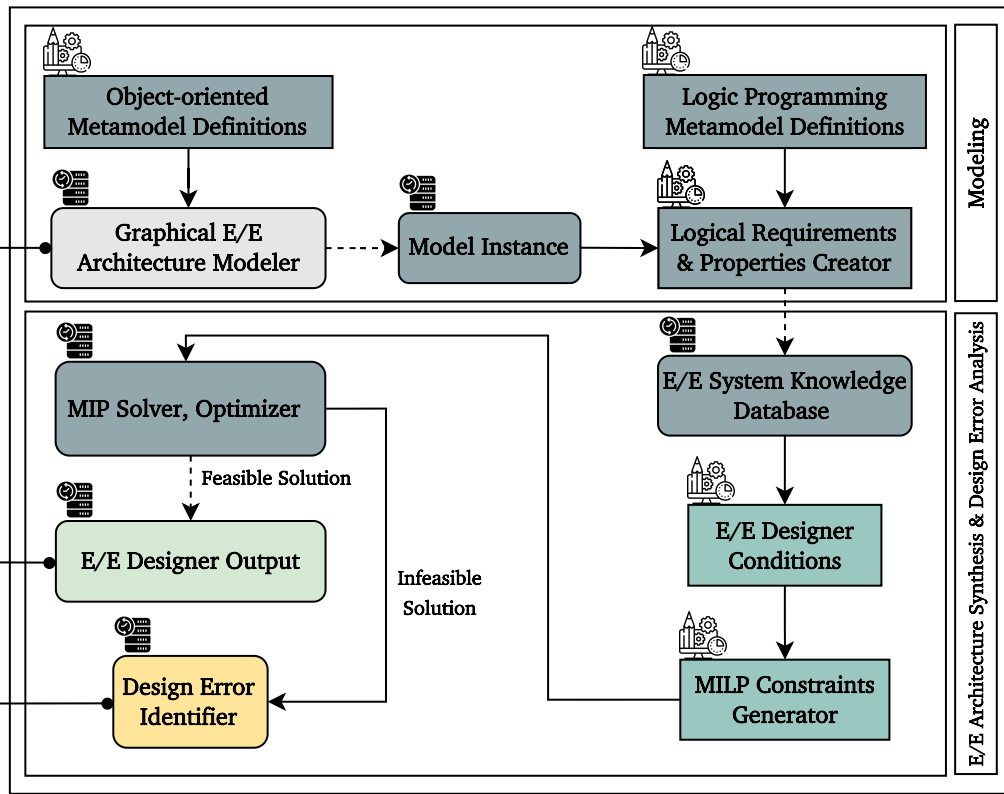 Object-oriented
Metamodel Definitions
Logic Programming
Metamodel Definitions
Graphical E/E
Architecture Modeler
Model Instance
Logical Requirements
& Properties Creator
Modeling
MIP Solver, Optimizer
E/E System Knowledge
Database
Feasible Solution
E/E Designer
Conditions
E/E Designer Output
Infeasible
Solution
Design Error
Identifier
MILP Constraints
Generator
E/E Architecture Synthesis & Design Error Analysis